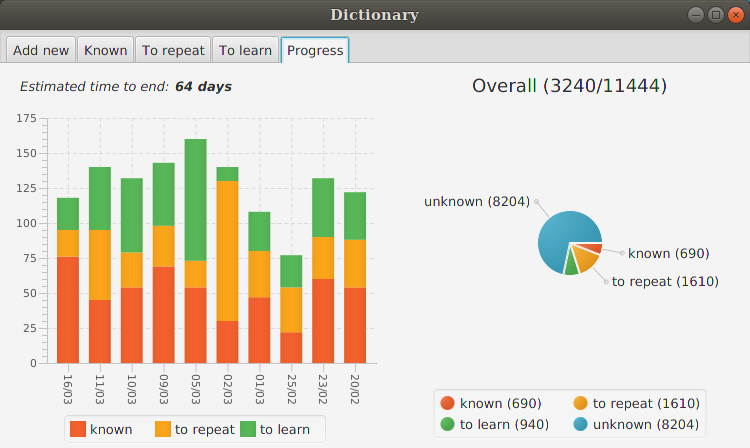 Dictionary
Add new Known To repeat To learn Progress
Estimated time to end: 64 days
Overall (3240/11444)
175
150
125
100
75
50
25
0
16/03 11/03 10/03 09/03 05/03 02/03 01/03 25/02 23/02 20/02
known to repeat to learn
unknown (8204)
known (690)
to repeat (1610)
known (690) to repeat (1610)
to learn (940) unknown (8204)